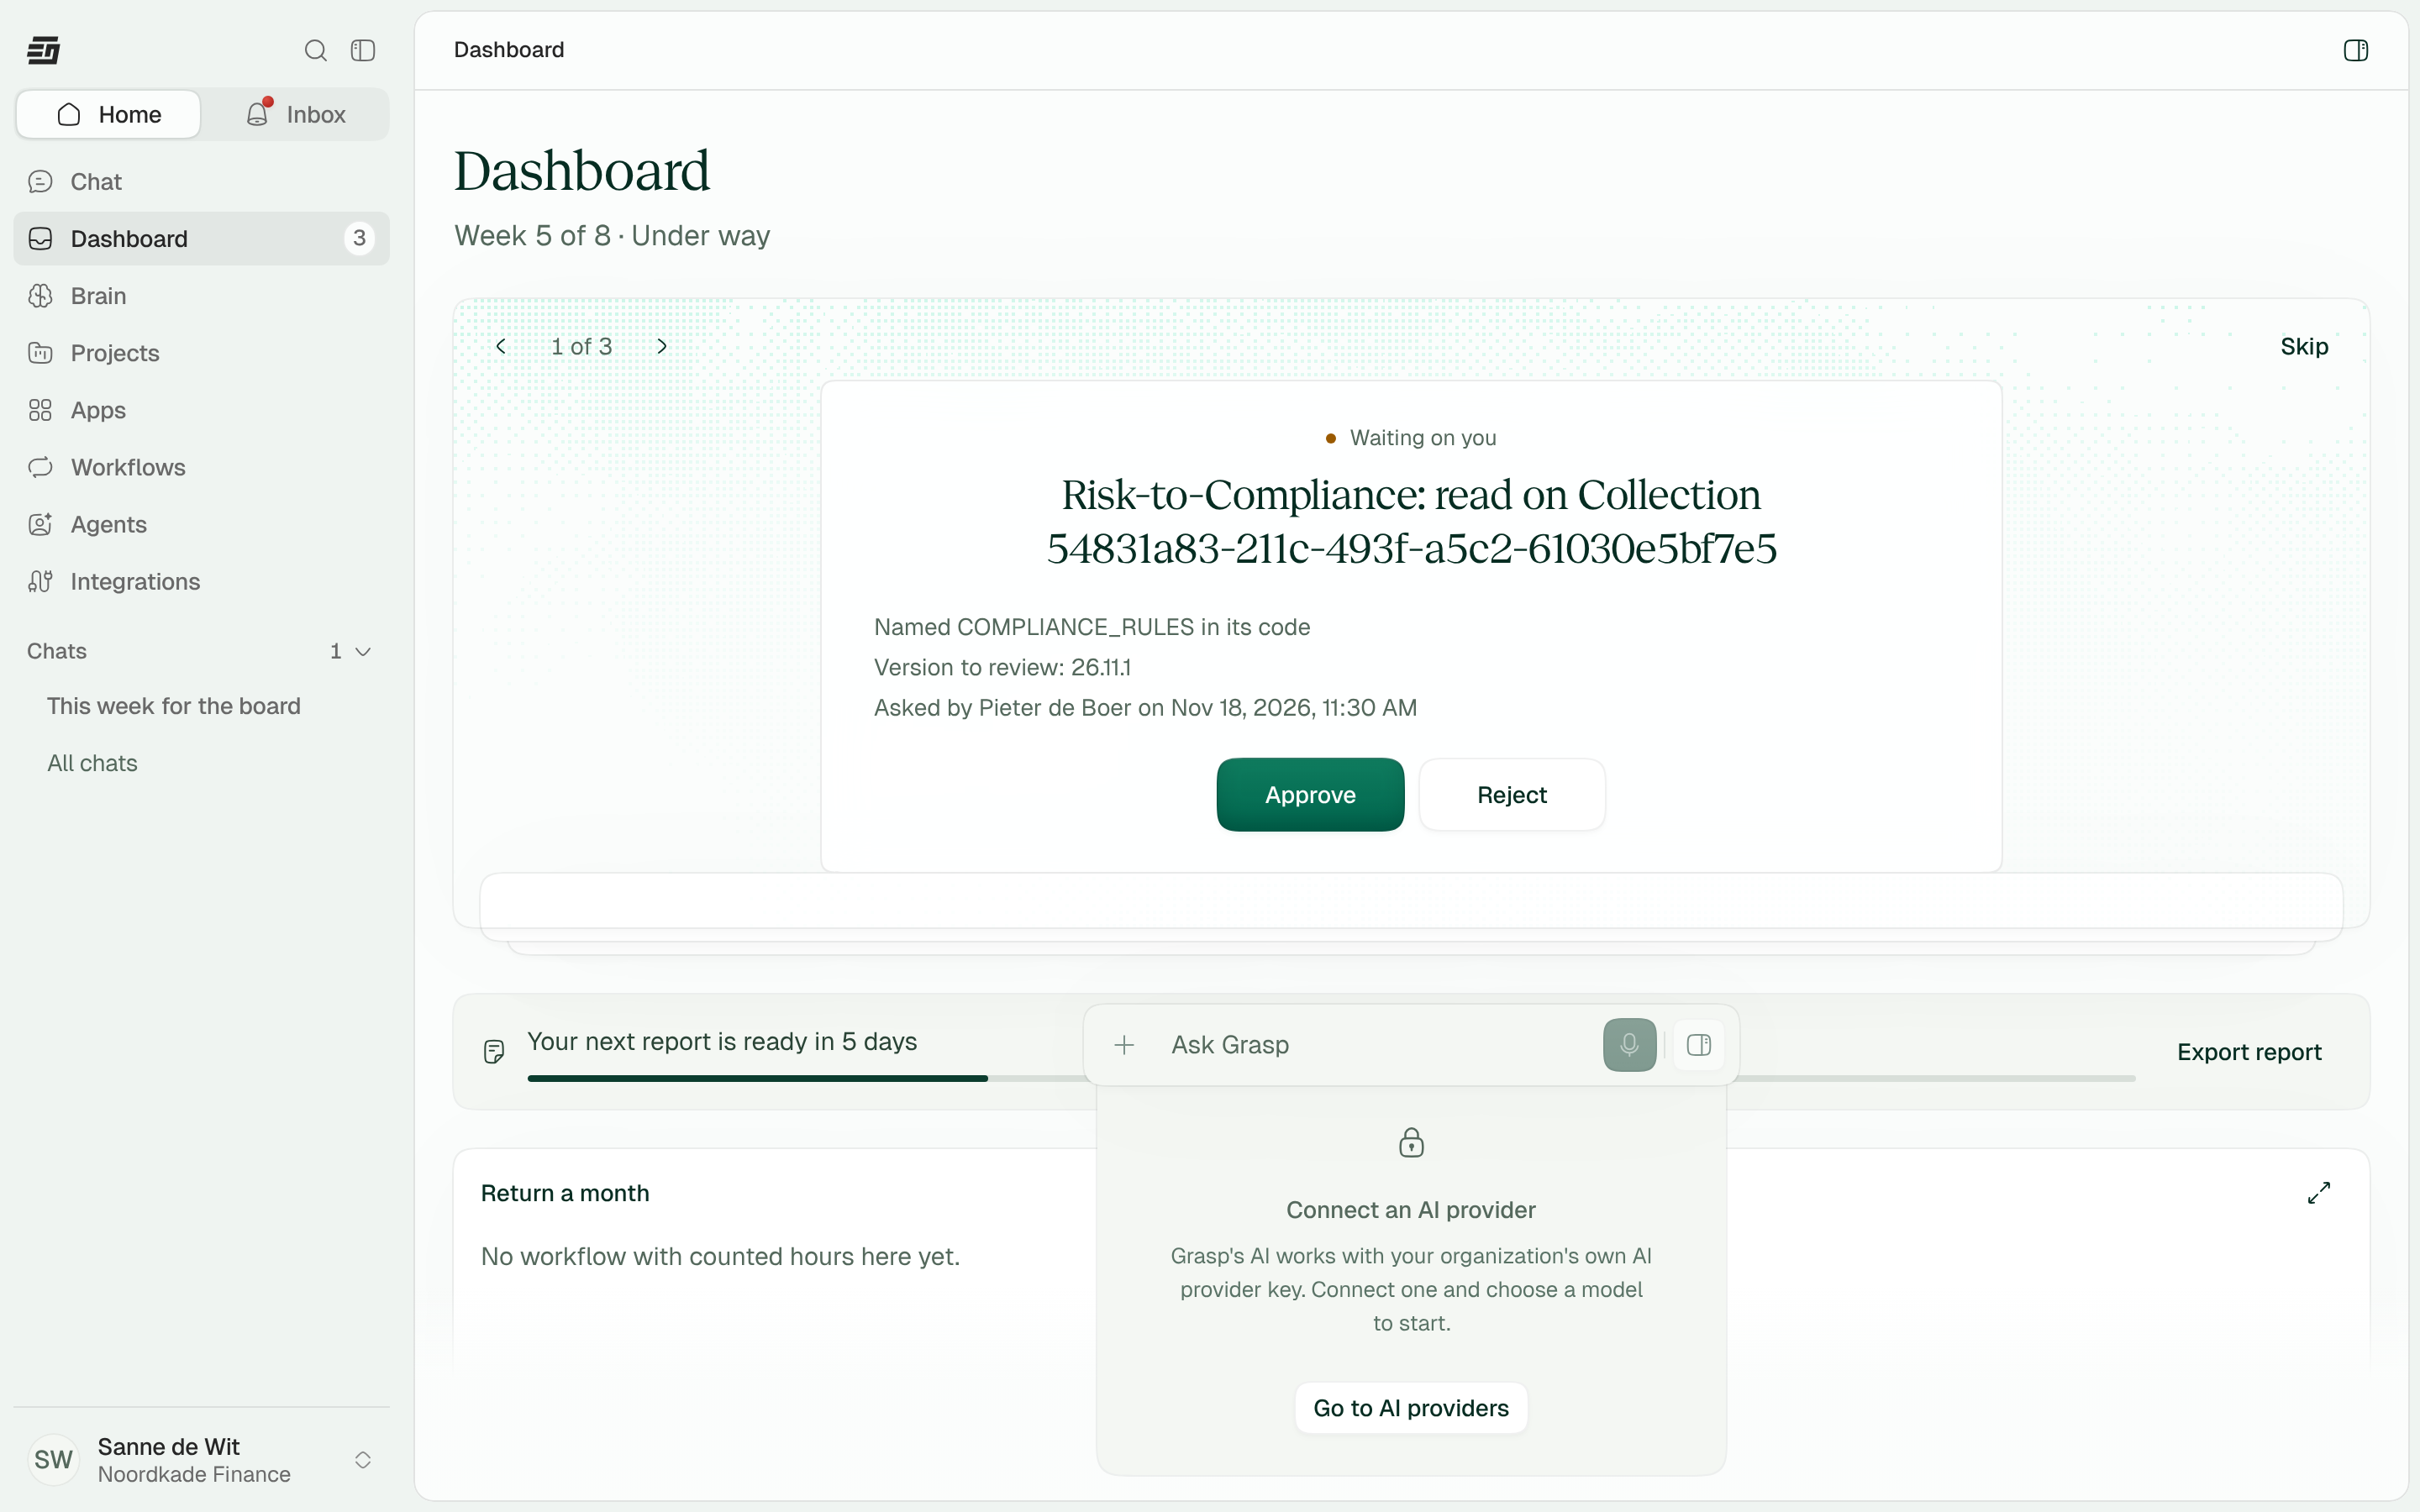 Home
Inbox
Chat
Dashboard
3
Brain
Projects
Apps
Workflows
Agents
Integrations
Chats
1
This week for the board
All chats
SW
Sanne de Wit
Noordkade Finance
Dashboard
Dashboard
Week 5 of 8 · Under way
1 of 3
Skip
Waiting on you
Risk-to-Compliance: read on Collection
54831a83-211c-493f-a5c2-61030e5bf7e5
Named COMPLIANCE_RULES in its code
Version to review: 26.11.1
Asked by Pieter de Boer on Nov 18, 2026, 11:30 AM
Approve
Reject
Your next report is ready in 5 days
Export report
Ask Grasp
Return a month
No workflow with counted hours here yet.
Connect an AI provider
Grasp's AI works with your organization's own AI
provider key. Connect one and choose a model
to start.
Go to AI providers